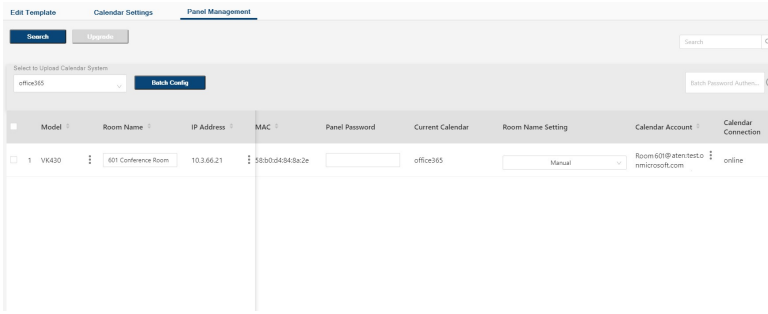 Edit Template Calendar Settings Panel Management
Search Upgrade
Search
Select to Upload Calendar System
office365 Batch Config
Batch Password Authen...
Model Room Name IP Address MAC Panel Password Current Calendar Room Name Setting Calendar Account Calendar Connection
1 VK430 601 Conference Room 10.3.66.21 58:b0:d4:84:8a:2e office365 Manual Room601@aten.test.o online
nmicrosoft.com